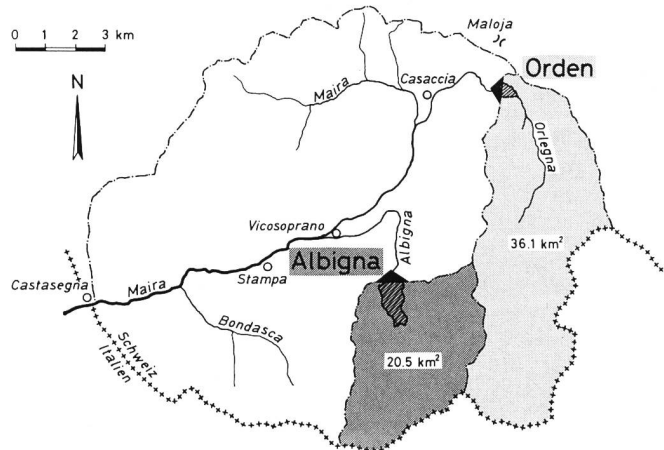 0 1 2 3 km
N
Maloja
Casaccia
Orden
Maira
Orlegna
Vicosoprano
Albigna
36.1 km²
Albigna
Stampa
Castasegna
Maira
Bondasca
Schweiz
Italien
20.5 km²